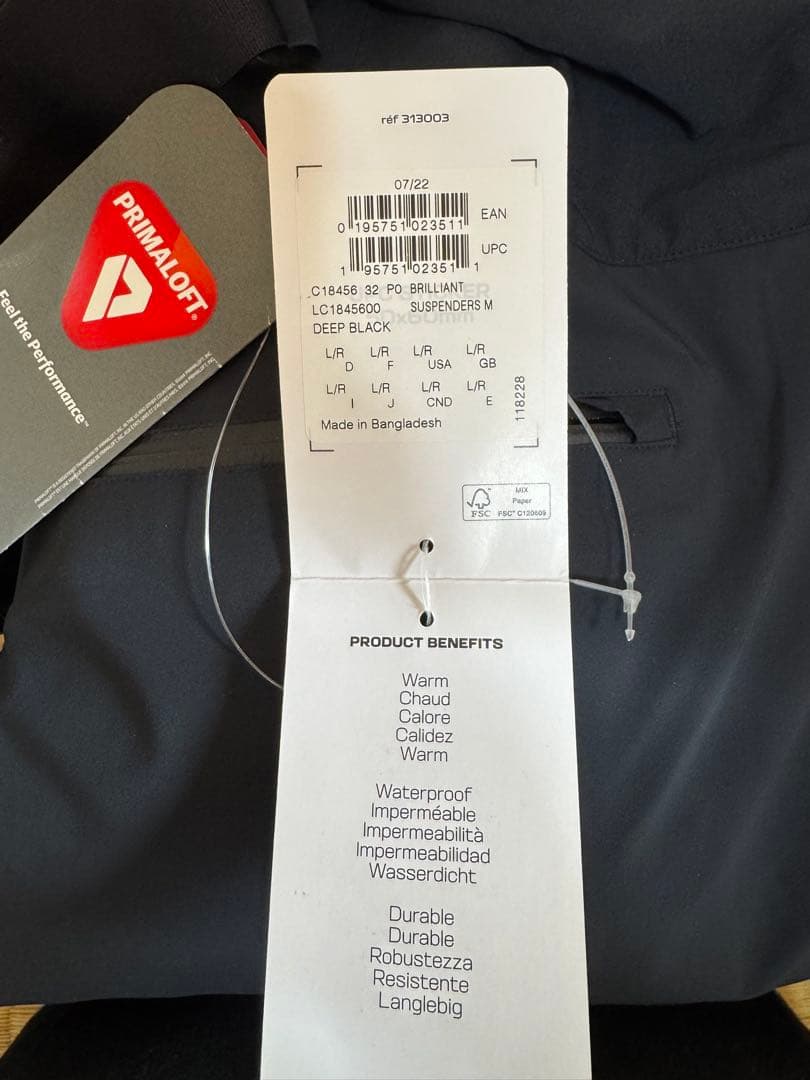 réf 313003
07/22
0 195751 023511
EAN
1 95751 02351 1
UPC
C18456 32 P0 BRILLIANT
LC1845600 SUSPENDERS M
DEEP BLACK
L/R D L/R F L/R USA L/R GB
L/R I L/R J L/R CND L/R E
118228
Made in Bangladesh
FSC
MIX
Paper
FSC® C120609
PRODUCT BENEFITS
Warm
Chaud
Calore
Calidez
Warm
Waterproof
Imperméable
Impermeabilità
Impermeabilidad
Wasserdicht
Durable
Durable
Robustezza
Resistente
Langlebig
PRIMALOFT®
Feel the Performance™